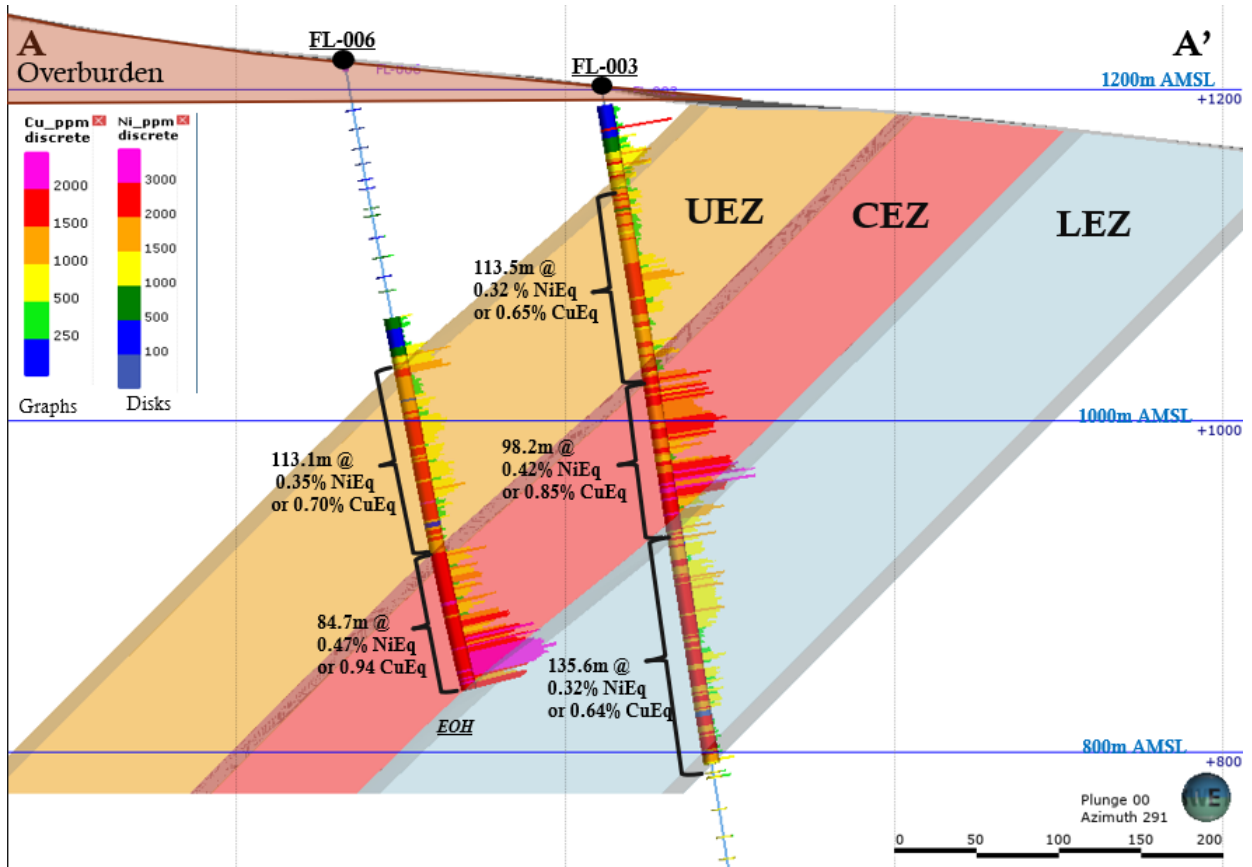 A
Overburden
FL-006
FL-006
FL-003
A'
1200m AMSL
+1200
Cu_ppm
discrete
2000
1500
1000
500
250
Graphs
Ni_ppm
discrete
3000
2000
1500
1000
500
100
Disks
UEZ
CEZ
LEZ
113.5m @
0.32 % NiEq
or 0.65% CuEq
1000m AMSL
+1000
113.1m @
0.35% NiEq
or 0.70% CuEq
98.2m @
0.42% NiEq
or 0.85% CuEq
84.7m @
0.47% NiEq
or 0.94 CuEq
135.6m @
0.32% NiEq
or 0.64% CuEq
EOH
800m AMSL
+800
Plunge 00
Azimuth 291
0 50 100 150 200